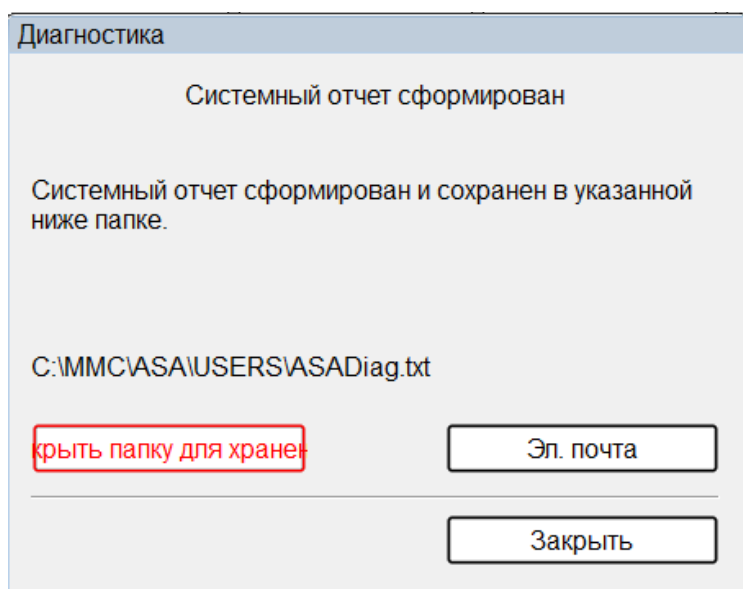 Диагностика
Системный отчет сформирован
Системный отчет сформирован и сохранен в указанной
ниже папке.
C:\MMC\ASA\USERS\ASADiag.txt
крыть папку для хранен
Эл. почта
Закрыть